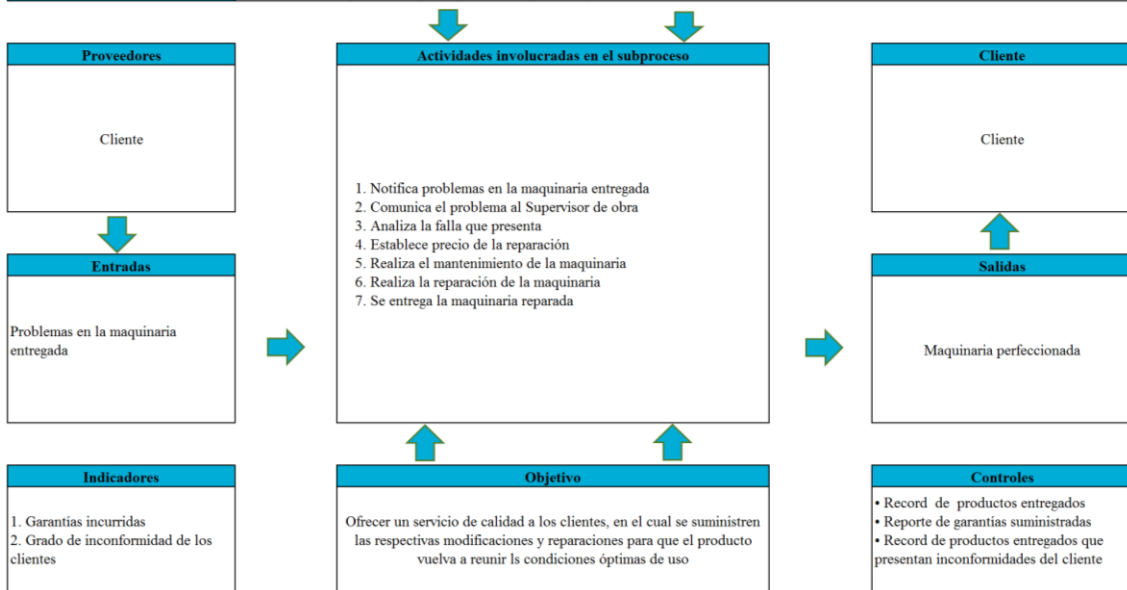 Proveedores
Cliente
Entradas
Problemas en la maquinaria
entregada
Indicadores
1. Garantías incurridas
2. Grado de inconformidad de los
clientes
Actividades involucradas en el subproceso
1. Notifica problemas en la maquinaria entregada
2. Comunica el problema al Supervisor de obra
3. Analiza la falla que presenta
4. Establece precio de la reparación
5. Realiza el mantenimiento de la maquinaria
6. Realiza la reparación de la maquinaria
7. Se entrega la maquinaria reparada
Objetivo
Ofrecer un servicio de calidad a los clientes, en el cual se suministren
las respectivas modificaciones y reparaciones para que el producto
vuelva a reunir ls condiciones óptimas de uso
Cliente
Cliente
Salidas
Maquinaria perfeccionada
Controles
• Record de productos entregados
• Reporte de garantías suministradas
• Record de productos entregados que
presentan inconformidades del cliente